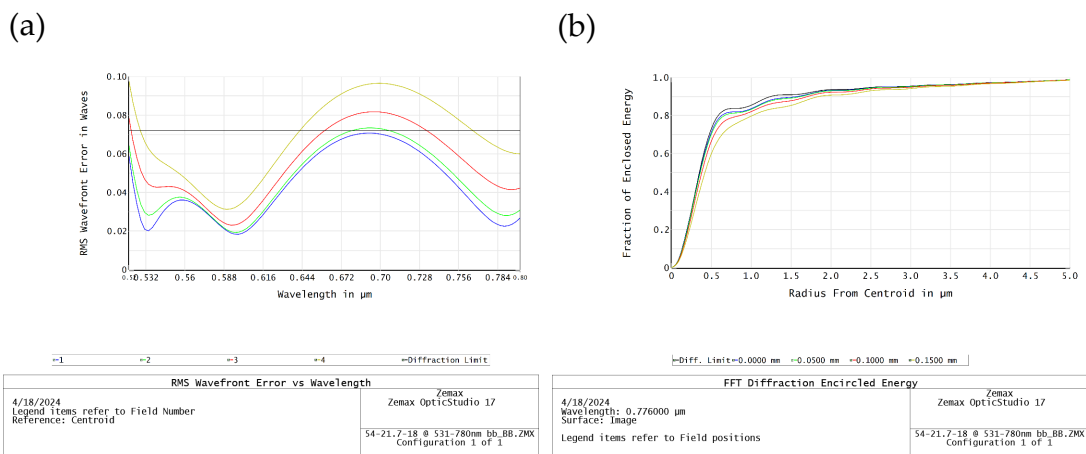 (a)
(b)
RMS Wavefront Error in Waves
0.10
0.08
0.06
0.04
0.02
0
0.532
0.56
0.588
0.616
0.644
0.672
0.70
0.728
0.756
0.784
0.80
Wavelength in µm
1
2
3
4
Diffraction Limit
RMS Wavefront Error vs Wavelength
4/18/2024
Legend items refer to Field Number
Reference: Centroid
Zemax
Zemax OpticStudio 17
54-21.7-18 @ 531-780nm bb_BB.ZMX
Configuration 1 of 1
Fraction of Enclosed Energy
1.0
0.8
0.6
0.4
0.2
0
0
0.5
1.0
1.5
2.0
2.5
3.0
3.5
4.0
4.5
5.0
Radius From Centroid in µm
Diff. Limit
0.0000 mm
0.0500 mm
0.1000 mm
0.1500 mm
FFT Diffraction Encircled Energy
4/18/2024
Wavelength: 0.776000 µm
Surface: Image
Legend items refer to Field positions
Zemax
Zemax OpticStudio 17
54-21.7-18 @ 531-780nm bb_BB.ZMX
Configuration 1 of 1